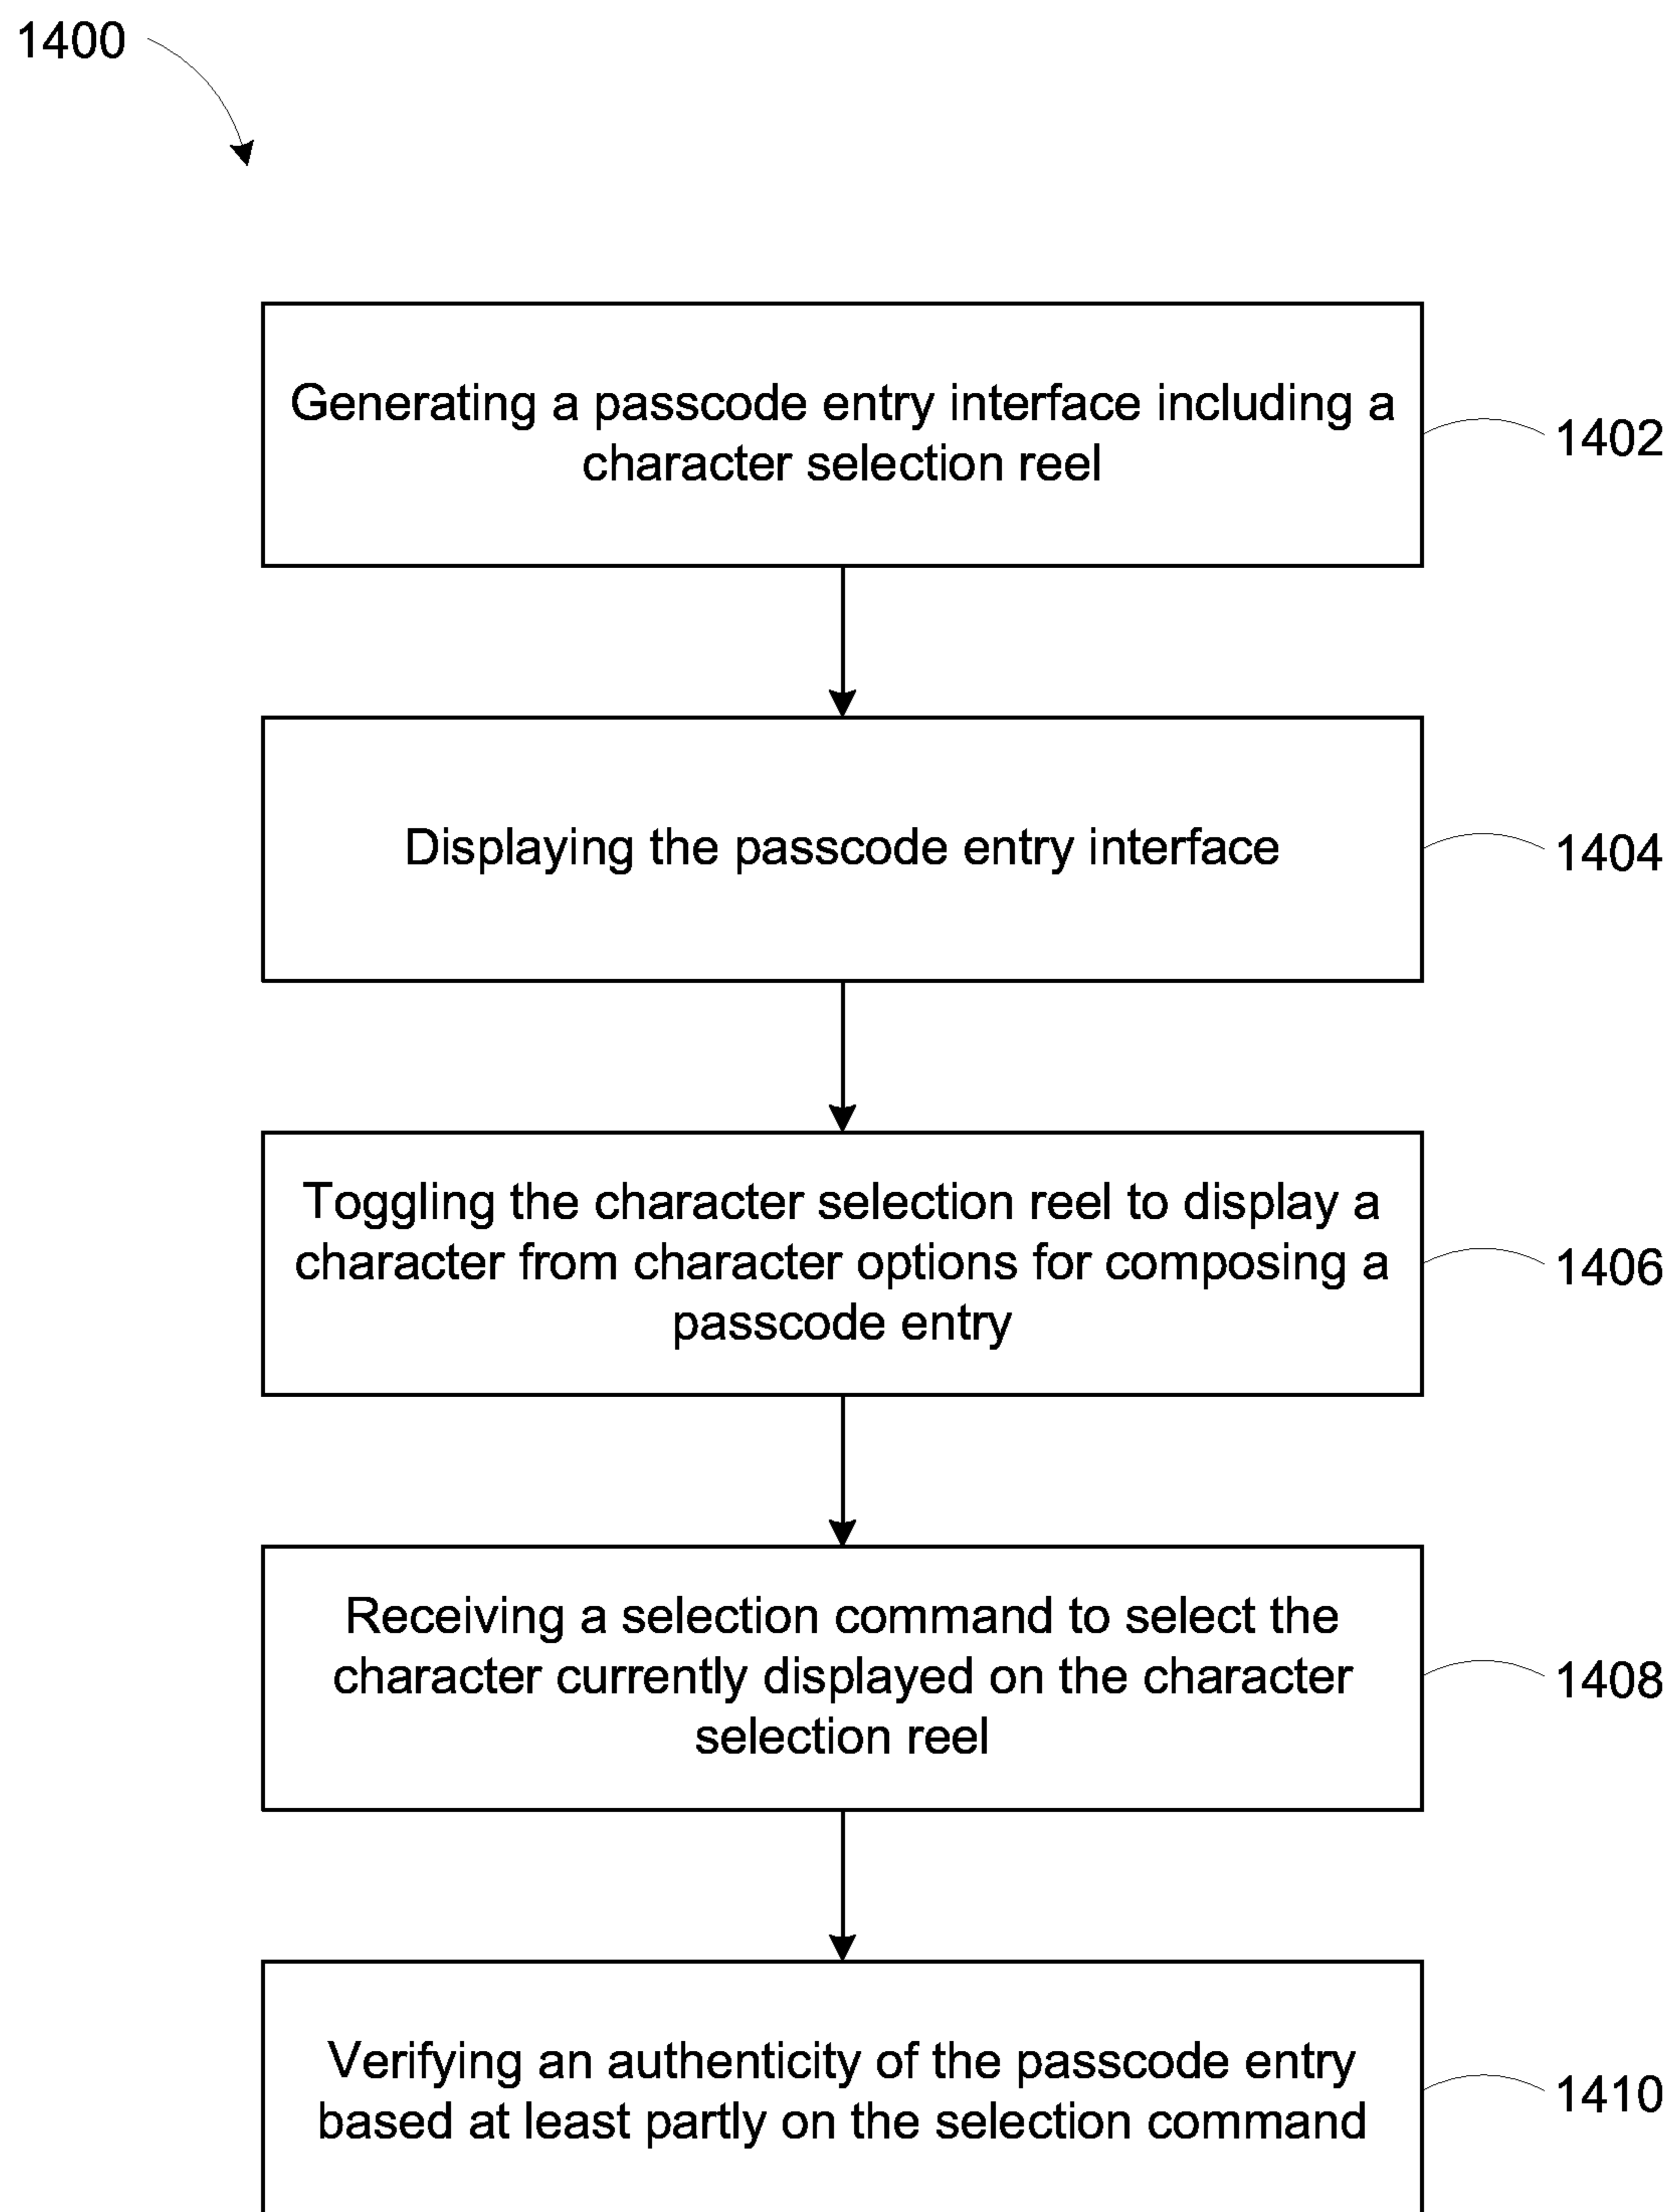 1400
Generating a passcode entry interface including a
character selection reel
1402
Displaying the passcode entry interface
1404
Toggling the character selection reel to display a
character from character options for composing a
passcode entry
1406
Receiving a selection command to select the
character currently displayed on the character
selection reel
1408
Verifying an authenticity of the passcode entry
based at least partly on the selection command
1410